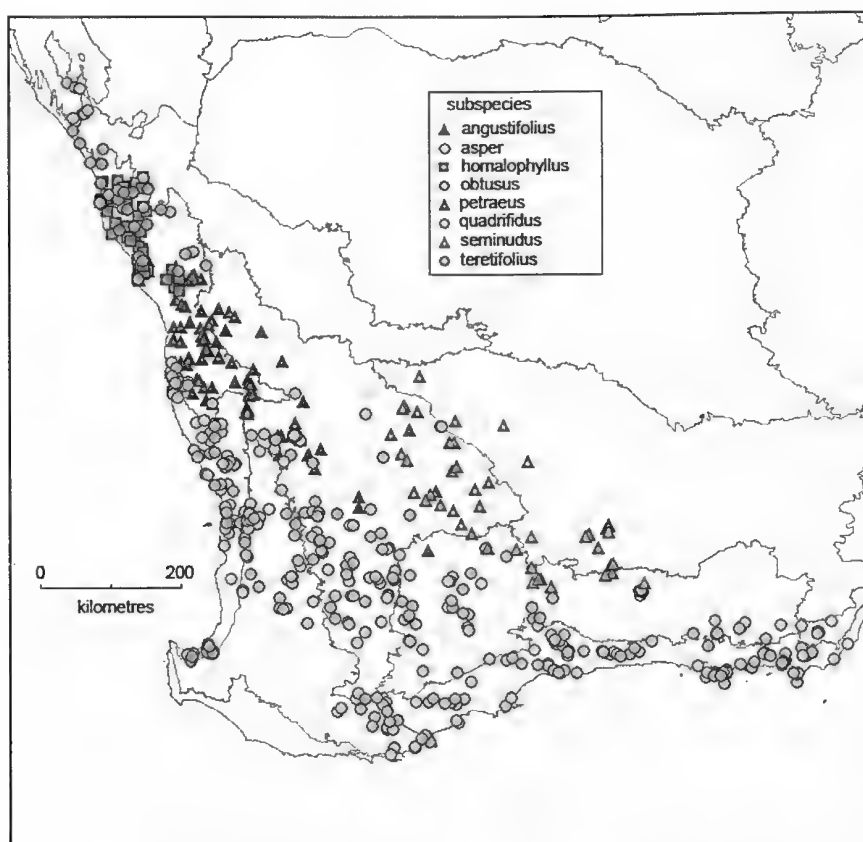 subspecies
angustifolius
asper
homalophyllus
obtusus
petraeus
quadrifidus
seminudus
teretifolius
0 200
kilometres